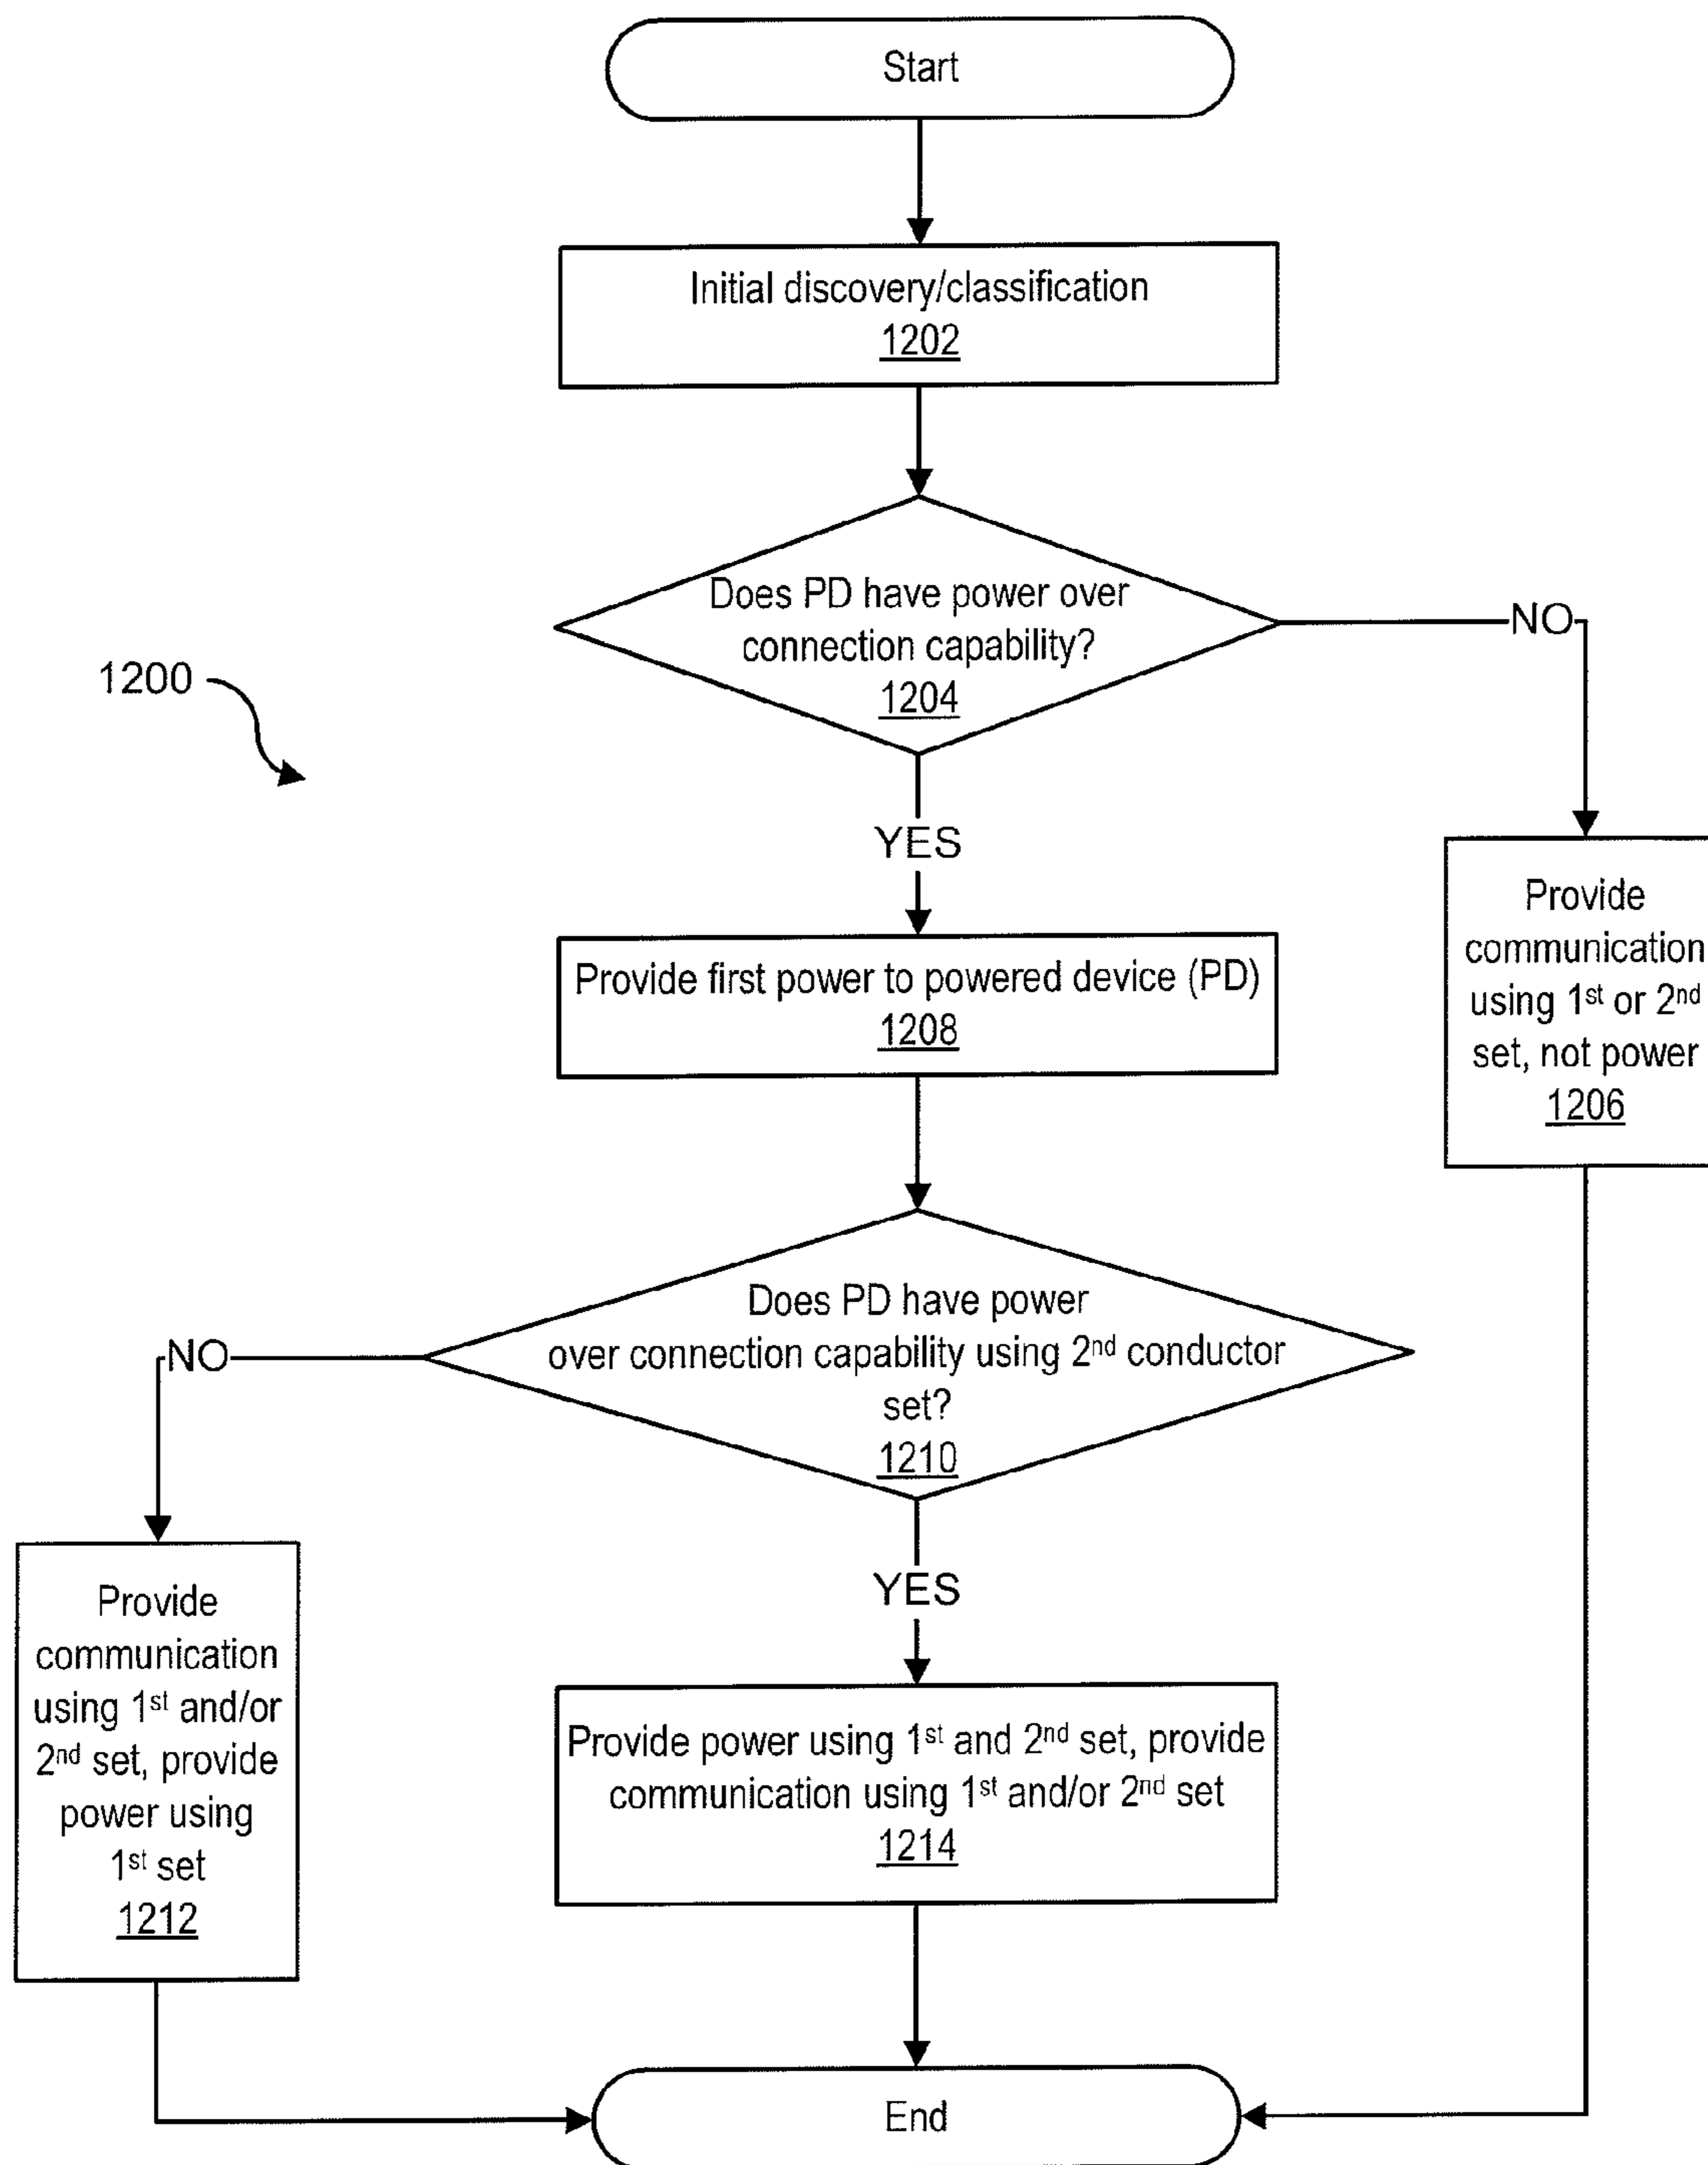 Start
Initial discovery/classification
1202
Does PD have power over
connection capability?
1204
NO
1200
YES
Provide
communication
using 1st or 2nd
set, not power
1206
Provide first power to powered device (PD)
1208
Does PD have power
over connection capability using 2nd conductor
set?
1210
NO
YES
Provide
communication
using 1st and/or
2nd set, provide
power using
1st set
1212
Provide power using 1st and 2nd set, provide
communication using 1st and/or 2nd set
1214
End